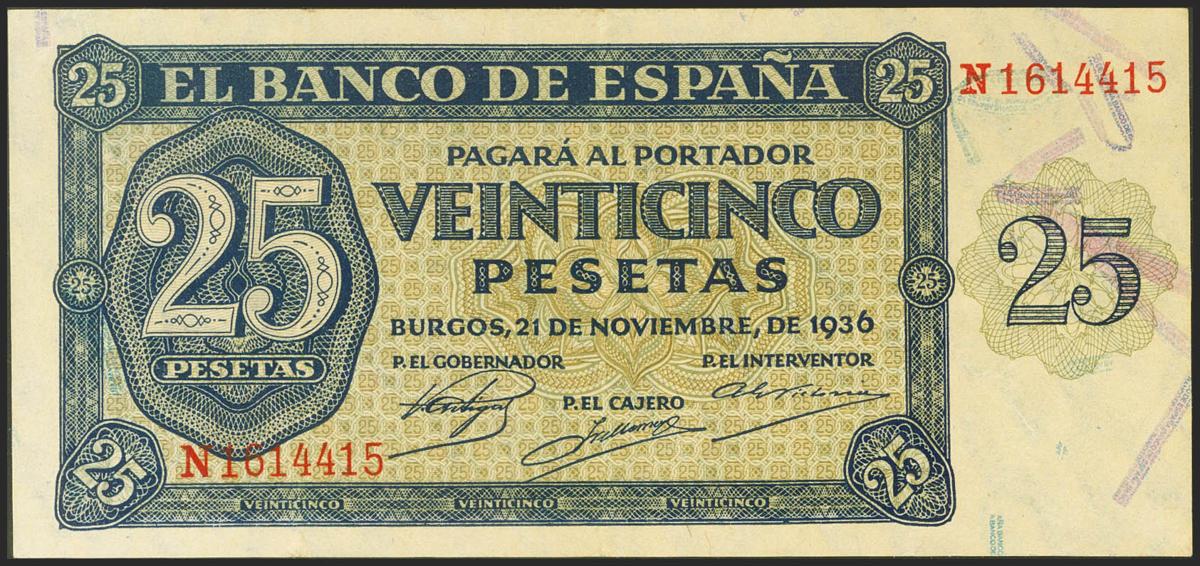 25 EL BANCO DE ESPAÑA 25
N1614415
PAGARÁ AL PORTADOR
VEINTICINCO
PESETAS
25
PESETAS
25
25
25
BURGOS, 21 DE NOVIEMBRE, DE 1936
P. EL GOBERNADOR
P. EL INTERVENTOR
P. EL CAJERO
N1614415
25
25
VEINTICINCO VEINTICINCO VEINTICINCO